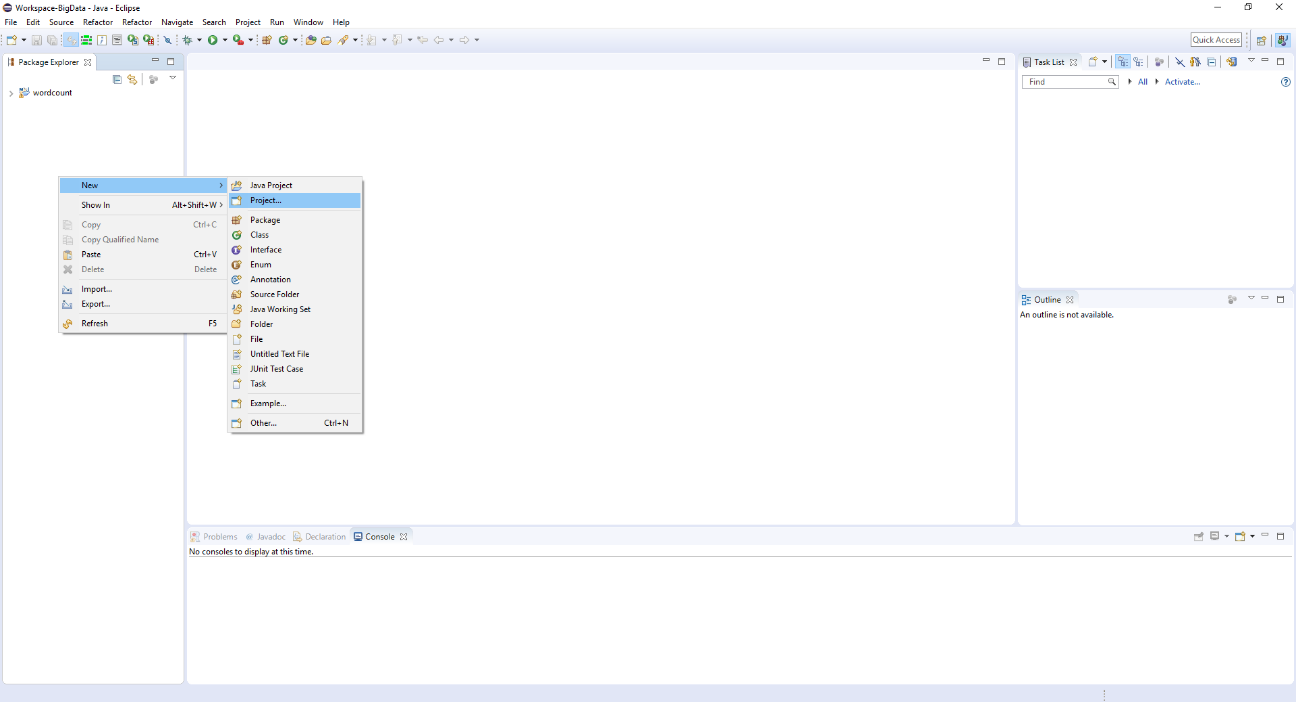 Workspace-BigData - Java - Eclipse
File Edit Source Refactor Refactor Navigate Search Project Run Window Help
Quick Access
Package Explorer
wordcount
New
Show In Alt+Shift+W
Copy Ctrl+C
Copy Qualified Name
Paste Ctrl+V
Delete Delete
Import...
Export...
Refresh F5
Java Project
Project...
Package
Class
Interface
Enum
Annotation
Source Folder
Java Working Set
Folder
File
Untitled Text File
JUnit Test Case
Task
Example...
Other... Ctrl+N
Task List
Find All Activate...
Outline
An outline is not available.
Problems @ Javadoc Declaration Console
No consoles to display at this time.